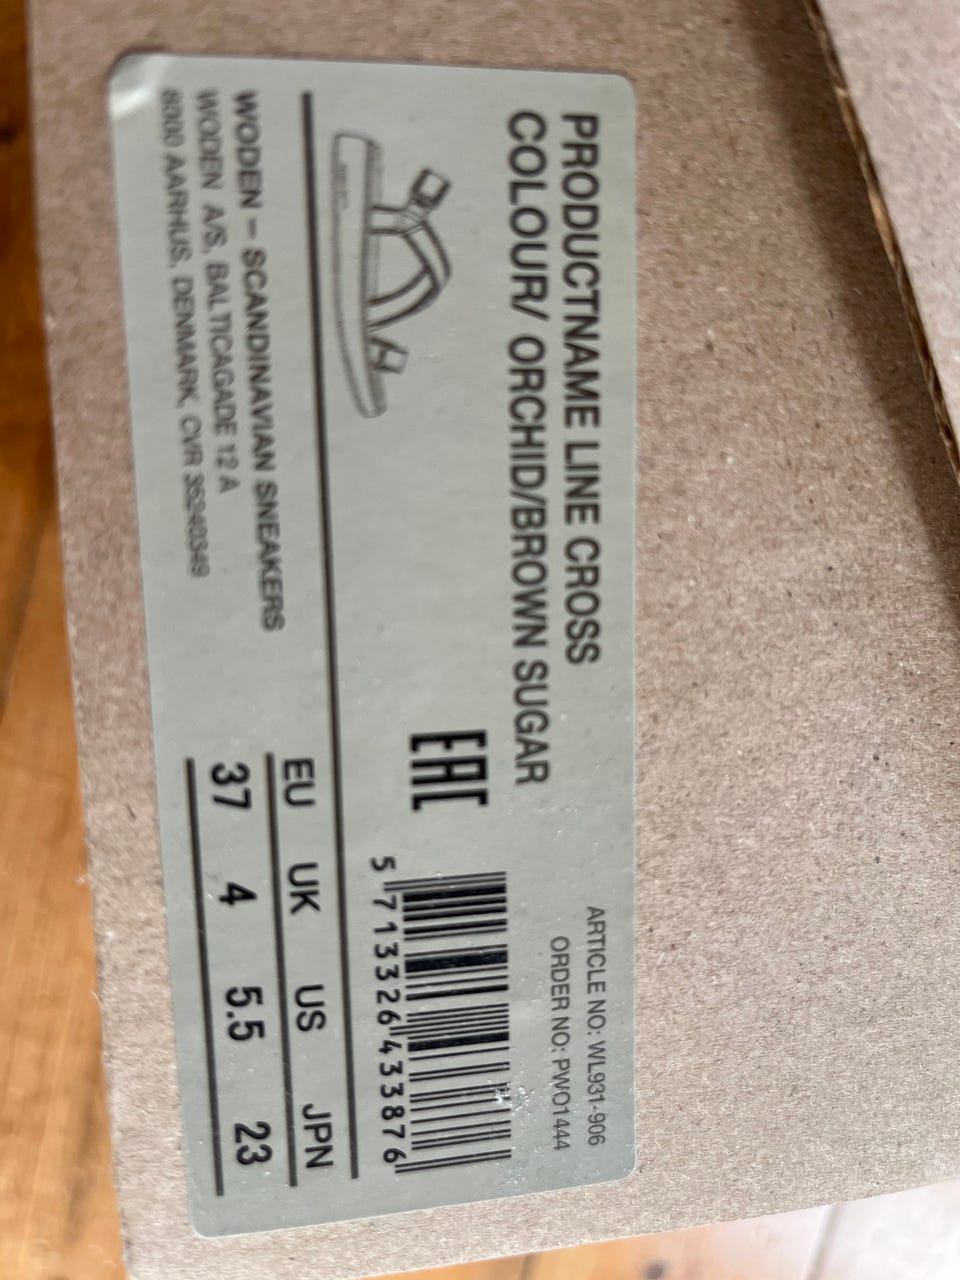 PRODUCTNAME LINE CROSS
COLOUR/ ORCHID/BROWN SUGAR
ARTICLE NO: WL931-906
ORDER NO: PWO1444
EAC
5 713326 433876
EU UK US JPN
37 4 5.5 23
WODEN – SCANDINAVIAN SNEAKERS
WODEN A/S, BALTICAGADE 12 A
8000 AARHUS, DENMARK, CVR 36240349